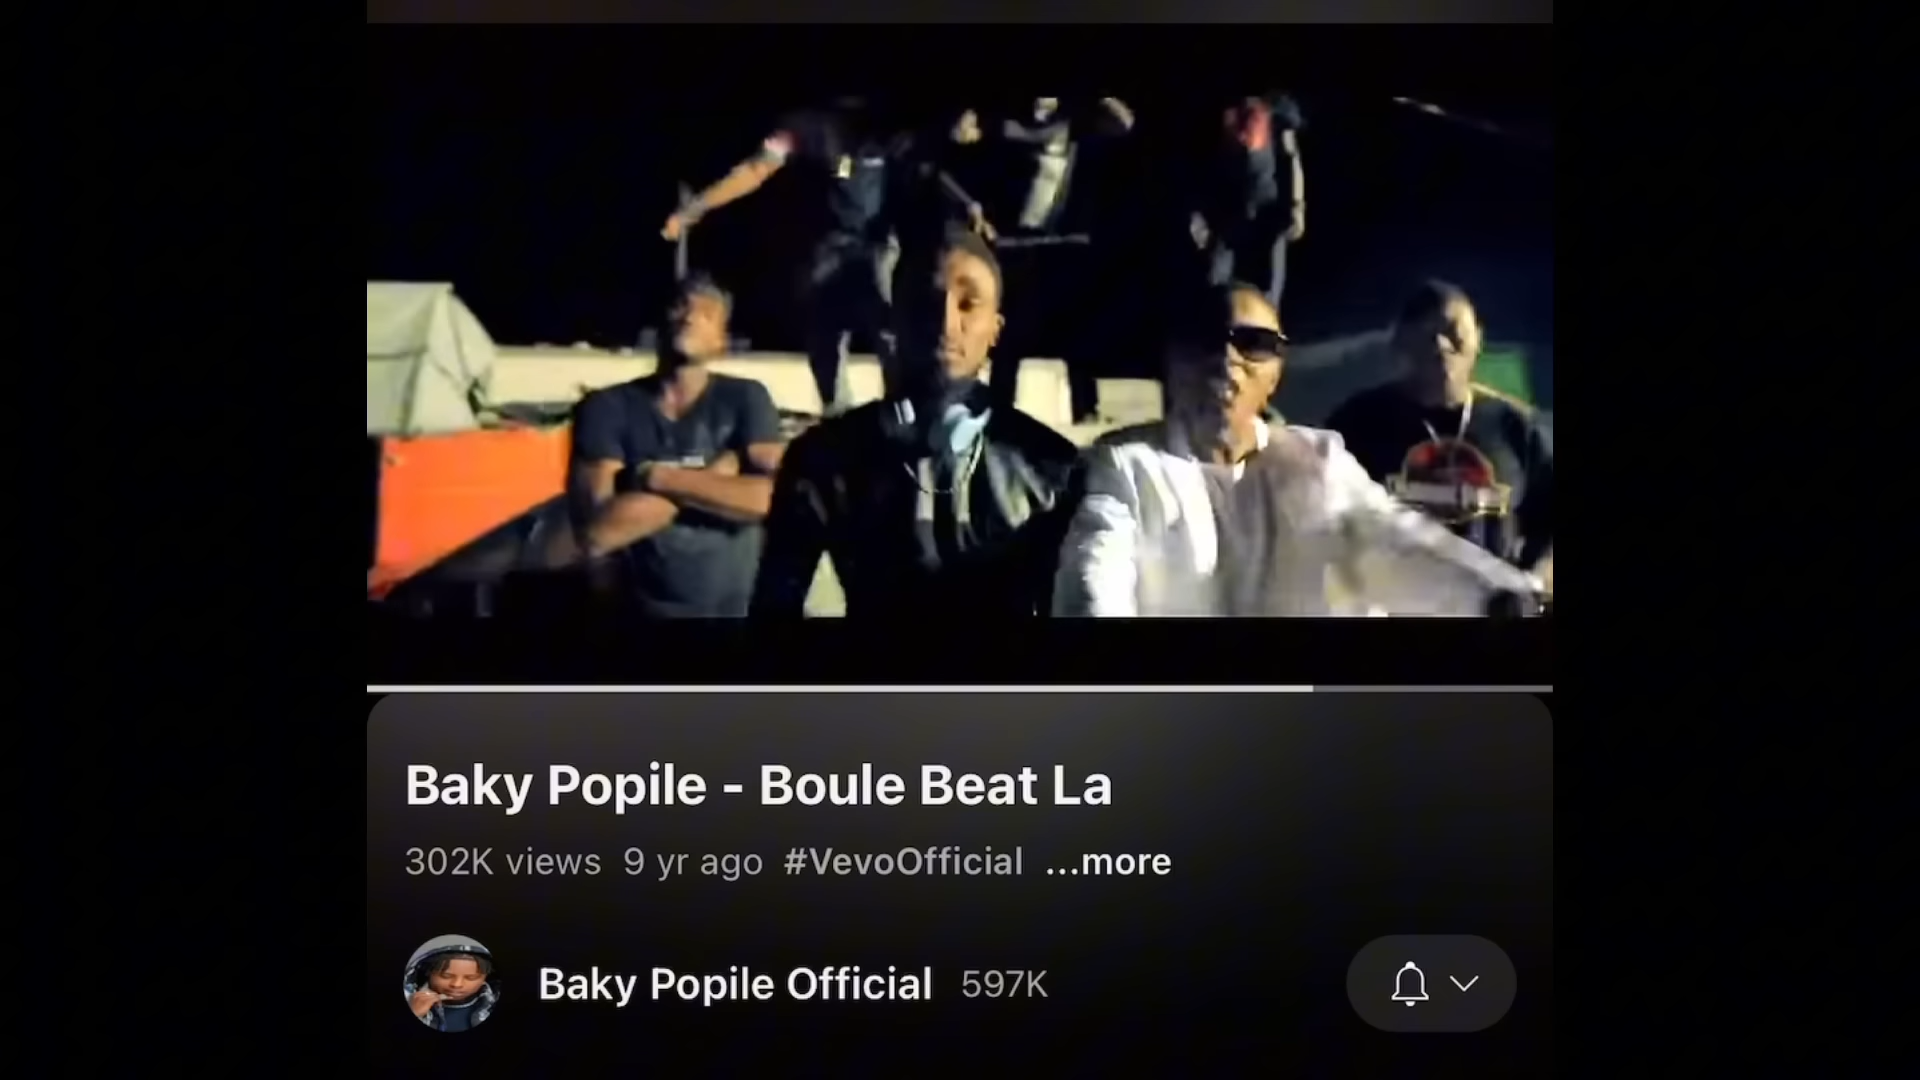 Baky Popile - Boule Beat La
302K views 9 yr ago #VevoOfficial ...more
Baky Popile Official 597K